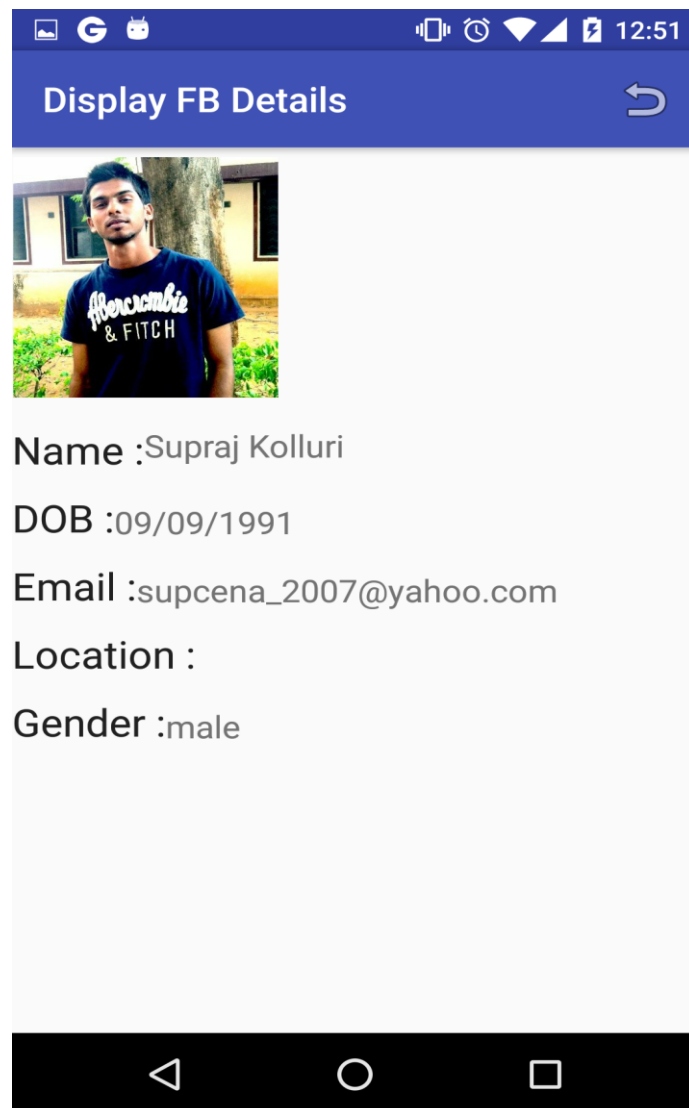 12:51
Display FB Details
Abercrombie
& FITCH
Name :Supraj Kolluri
DOB :09/09/1991
Email :supcena_2007@yahoo.com
Location :
Gender :male